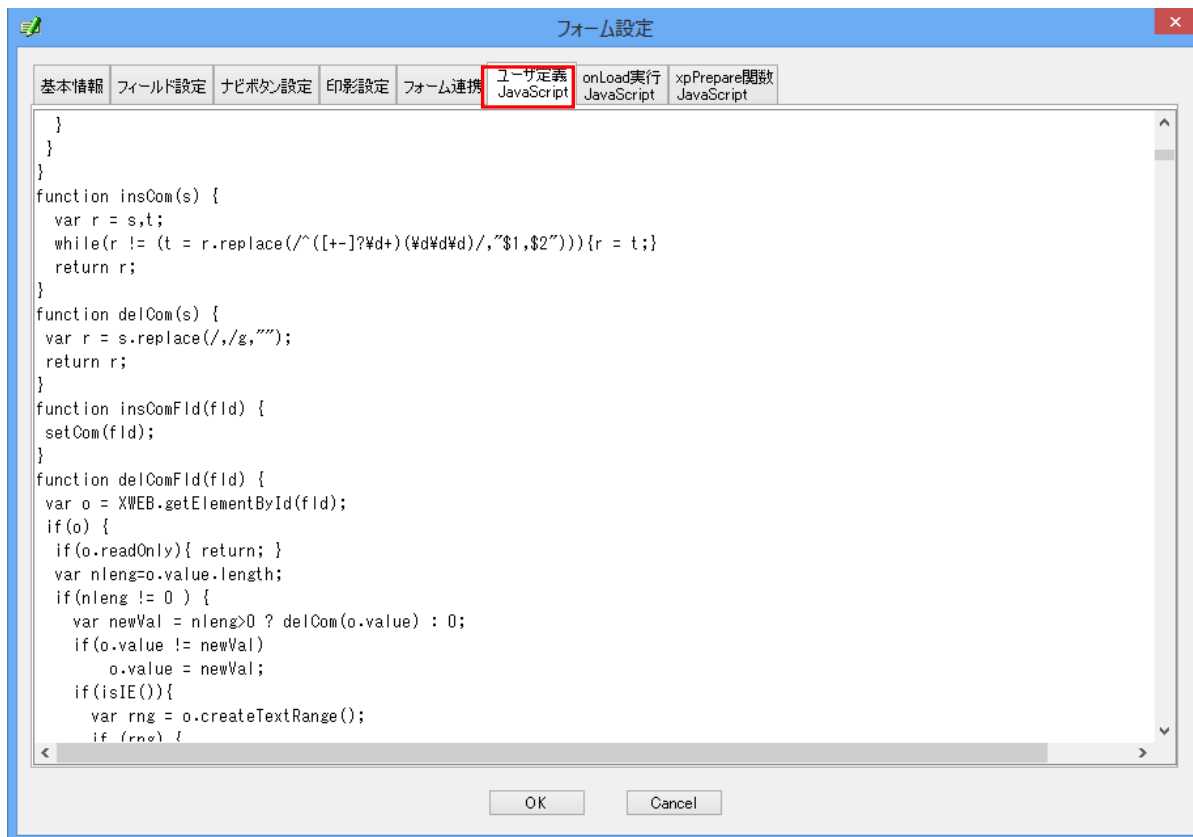 フォーム設定
基本情報 フィールド設定 ナビボタン設定 印影設定 フォーム連携 ユーザ定義 JavaScript onLoad実行 JavaScript xpPrepare関数 JavaScript
  }
 }
}
function insCom(s) {
  var r = s,t;
  while(r != (t = r.replace(/^([+-]?¥d+)(¥d¥d¥d)/,"$1,$2"))){r = t;}
  return r;
}
function delCom(s) {
 var r = s.replace(/,/g,"");
 return r;
}
function insComFld(fld) {
 setCom(fld);
}
function delComFld(fld) {
 var o = XWEB.getElementById(fld);
 if(o) {
  if(o.readOnly){ return; }
  var nleng=o.value.length;
  if(nleng != 0 ) {
    var newVal = nleng>0 ? delCom(o.value) : 0;
    if(o.value != newVal)
        o.value = newVal;
    if(isIE()){
      var rng = o.createTextRange();
      if (rng) {
OK Cancel